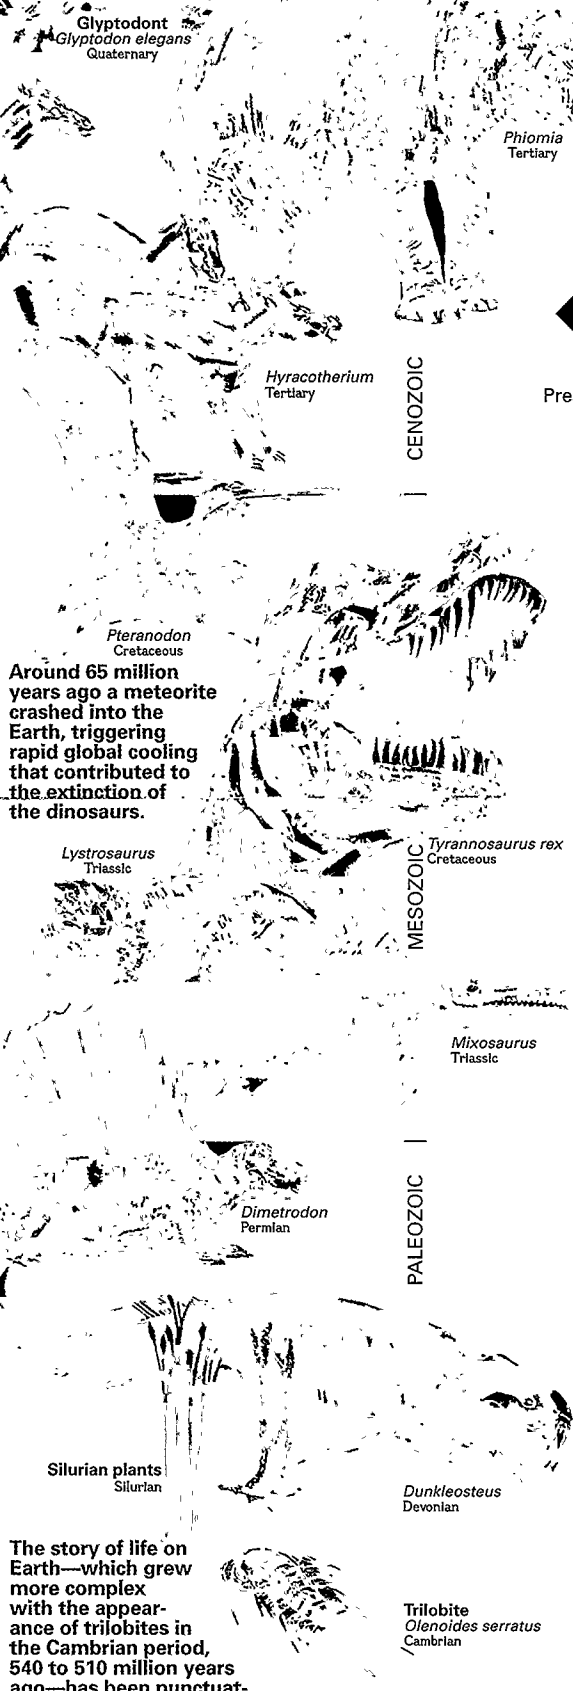 Glyptodont
Glyptodon elegans
Quaternary
Phiomia
Tertiary
Hyracotherium
Tertiary
CENOZOIC
Pre
Pteranodon
Cretaceous
Around 65 million
years ago a meteorite
crashed into the
Earth, triggering
rapid global cooling
that contributed to
the extinction of
the dinosaurs.
Tyrannosaurus rex
Cretaceous
Lystrosaurus
Triassic
MESOZOIC
Mixosaurus
Triassic
Dimetrodon
Permian
PALEOZOIC
Silurian plants
Silurian
Dunkleosteus
Devonian
The story of life on
Earth—which grew
more complex
with the appear-
ance of trilobites in
the Cambrian period,
540 to 510 million years
ago—has been punctuat-
Trilobite
Olenoides serratus
Cambrian